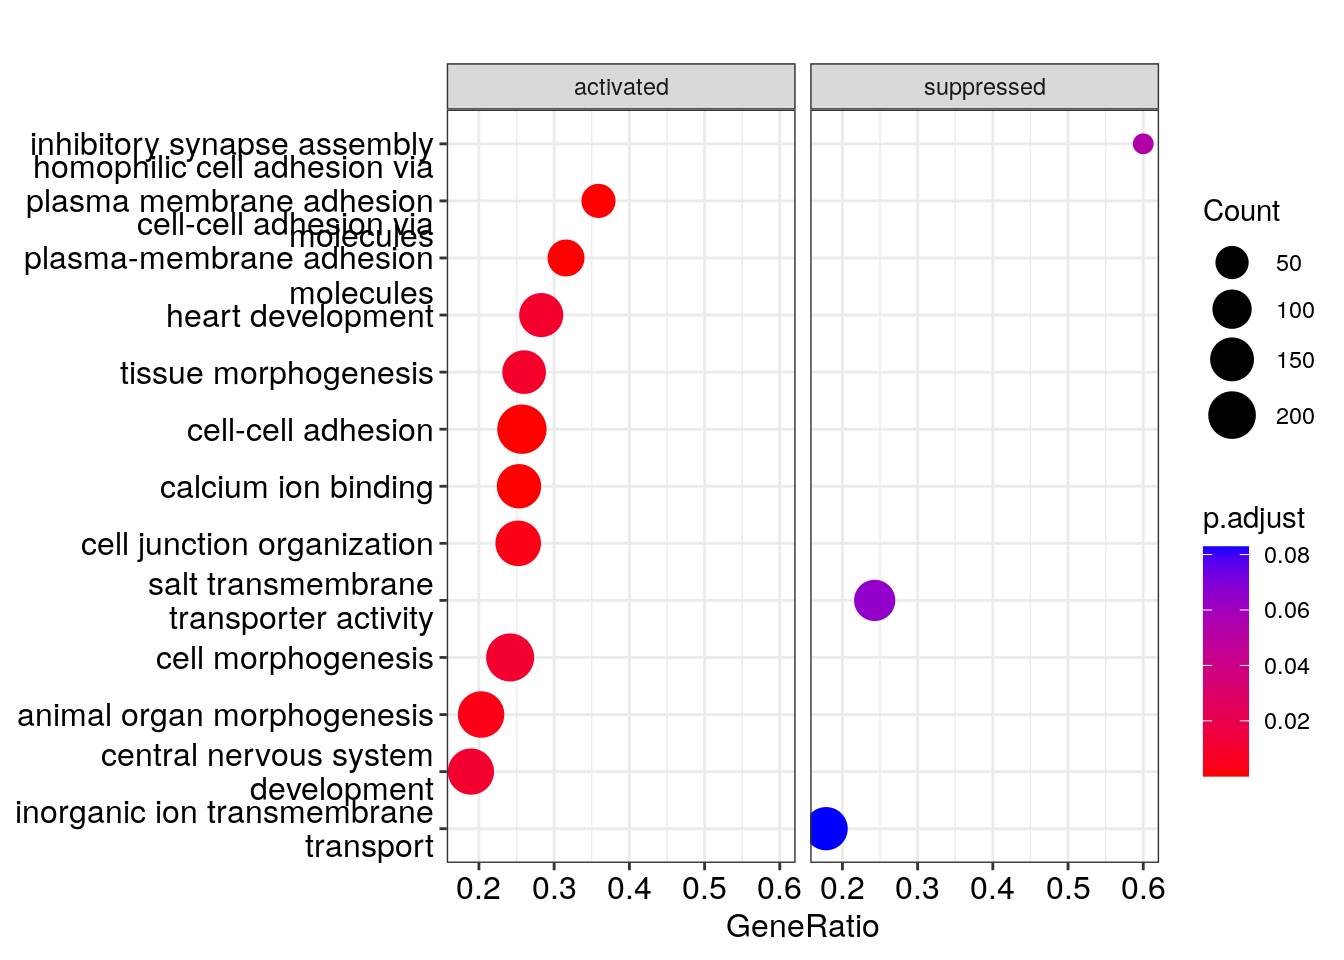 activated
suppressed
inhibitory synapse assembly
homophilic cell adhesion via
plasma membrane adhesion
molecules
cell-cell adhesion via
plasma-membrane adhesion
molecules
heart development
tissue morphogenesis
cell-cell adhesion
calcium ion binding
cell junction organization
salt transmembrane
transporter activity
cell morphogenesis
animal organ morphogenesis
central nervous system
development
inorganic ion transmembrane
transport
0.2 0.3 0.4 0.5 0.6
0.2 0.3 0.4 0.5 0.6
GeneRatio
Count
50
100
150
200
p.adjust
0.08
0.06
0.04
0.02